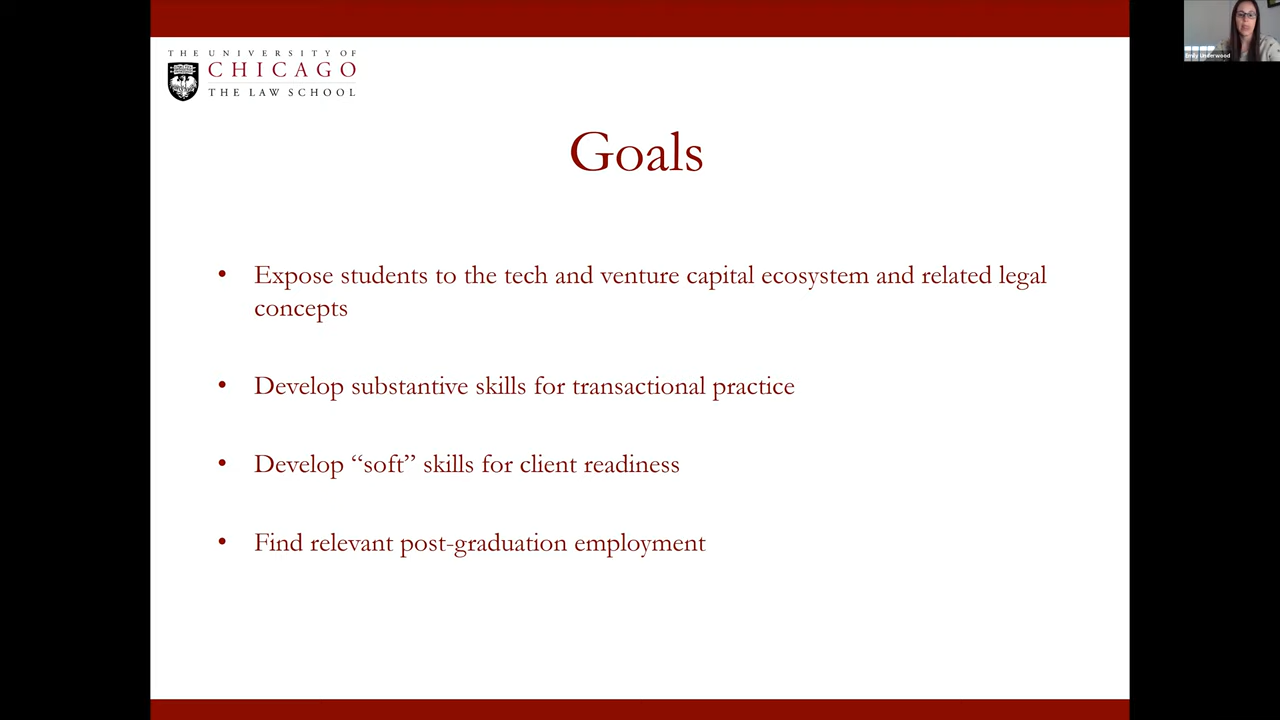 THE UNIVERSITY OF
CHICAGO
THE LAW SCHOOL
Emily Underwood
Goals
• Expose students to the tech and venture capital ecosystem and related legal
concepts
• Develop substantive skills for transactional practice
• Develop “soft” skills for client readiness
• Find relevant post-graduation employment